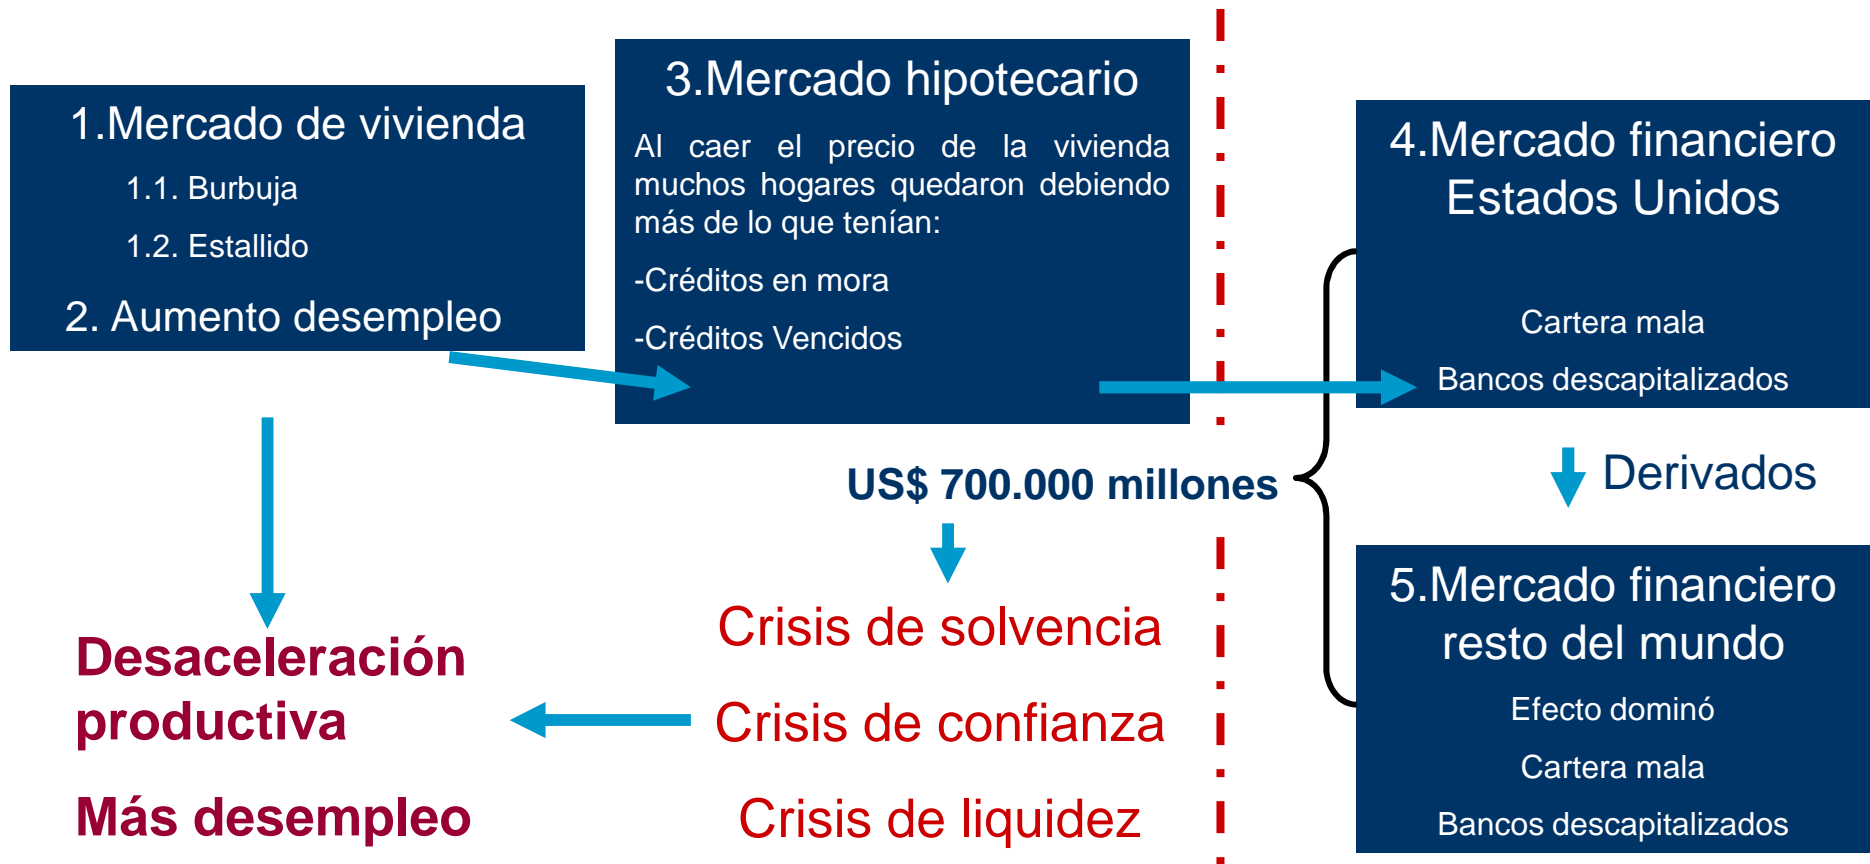 1.Mercado de vivienda
1.1. Burbuja
1.2. Estallido
2. Aumento desempleo
3.Mercado hipotecario
Al caer el precio de la vivienda
muchos hogares quedaron debiendo
más de lo que tenían:
-Créditos en mora
-Créditos Vencidos
4.Mercado financiero
Estados Unidos
Cartera mala
Bancos descapitalizados
US$ 700.000 millones
Derivados
5.Mercado financiero
resto del mundo
Efecto dominó
Cartera mala
Bancos descapitalizados
Crisis de solvencia
Crisis de confianza
Crisis de liquidez
Desaceleración
productiva
Más desempleo